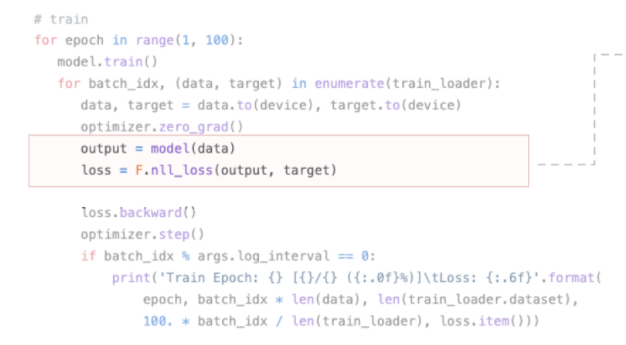 # train
for epoch in range(1, 100):
    model.train()
    for batch_idx, (data, target) in enumerate(train_loader):
        data, target = data.to(device), target.to(device)
        optimizer.zero_grad()
        output = model(data)
        loss = F.nll_loss(output, target)
        loss.backward()
        optimizer.step()
        if batch_idx % args.log_interval == 0:
            print('Train Epoch: {} [{}/{} ({:.0f}%)]\tLoss: {:.6f}'.format(
                epoch, batch_idx * len(data), len(train_loader.dataset),
                100. * batch_idx / len(train_loader), loss.item()))